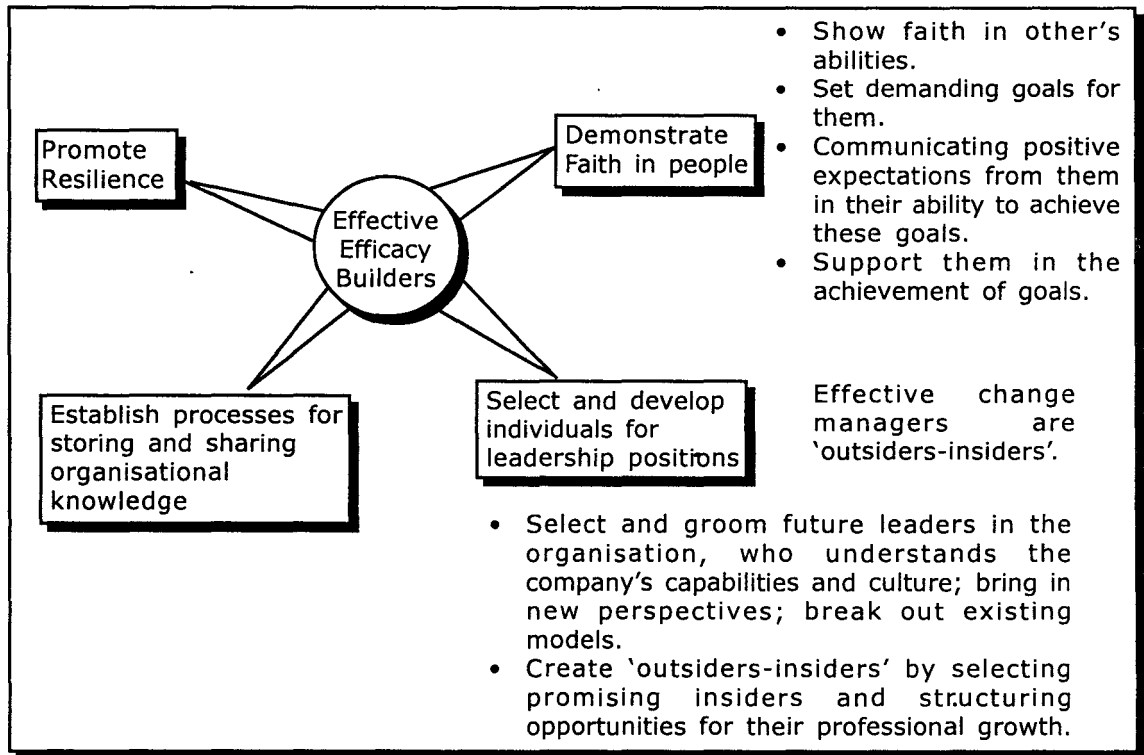 Promote
Resilience
Effective
Efficacy
Builders
Demonstrate
Faith in people
• Show faith in other's
abilities.
• Set demanding goals for
them.
• Communicating positive
expectations from them
in their ability to achieve
these goals.
• Support them in the
achievement of goals.
Establish processes for
storing and sharing
organisational
knowledge
Select and develop
individuals for
leadership positions
Effective change
managers are
'outsiders-insiders'.
• Select and groom future leaders in the
organisation, who understands the
company's capabilities and culture; bring in
new perspectives; break out existing
models.
• Create 'outsiders-insiders' by selecting
promising insiders and structuring
opportunities for their professional growth.